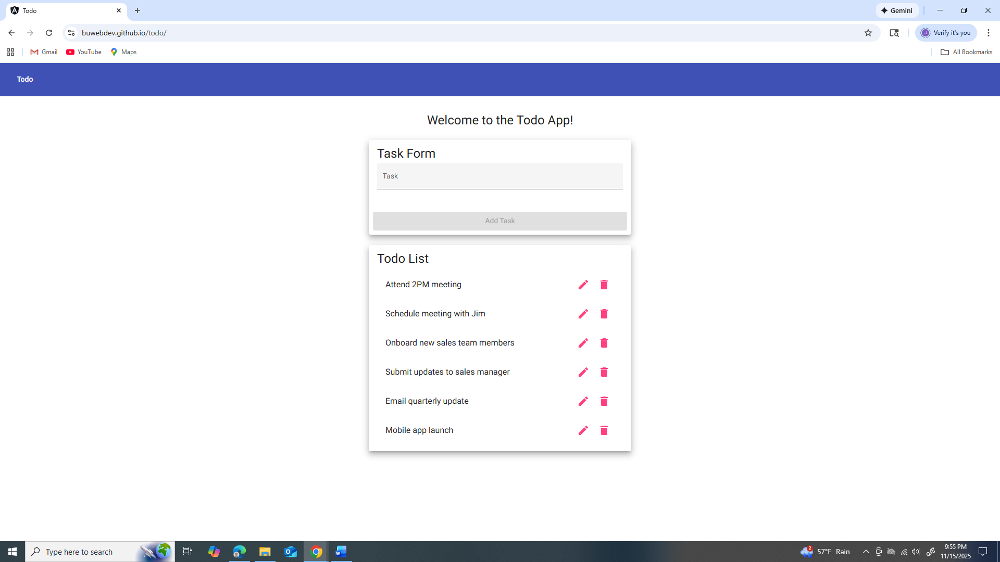 Todo
Gemini
buwebdev.github.io/todo/
J
Verify it's you
Gmail
YouTube
Maps
All Bookmarks
Todo
Welcome to the Todo App!
Task Form
Task
Add Task
Todo List
Attend 2PM meeting
Schedule meeting with Jim
Onboard new sales team members
Submit updates to sales manager
Email quarterly update
Mobile app launch
Type here to search
2
57°F Rain
9:55 PM
11/15/2025